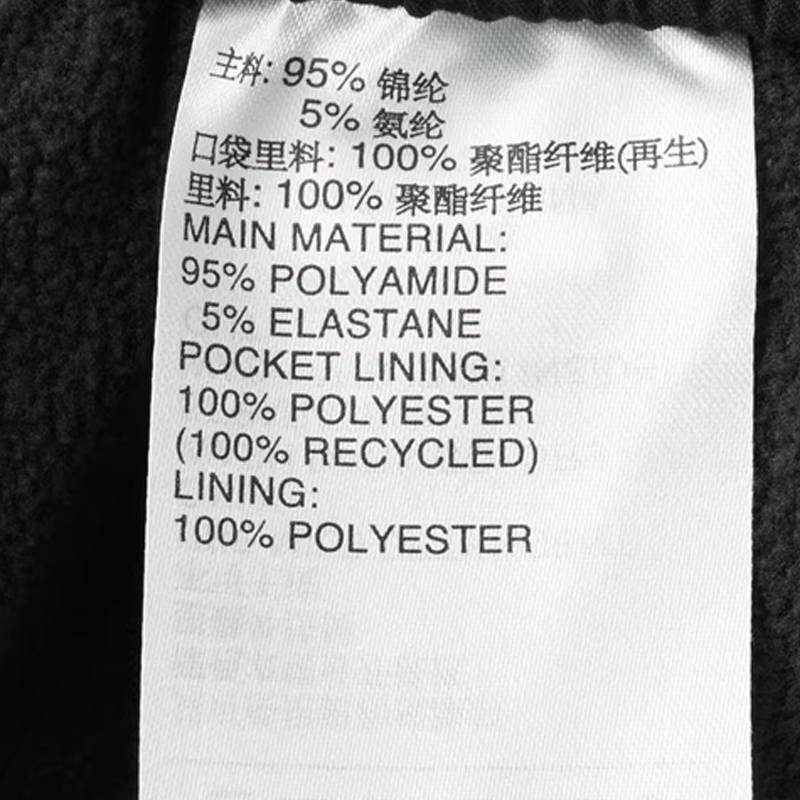 主料: 95% 锦纶
5% 氨纶
口袋里料: 100% 聚酯纤维(再生)
里料: 100% 聚酯纤维
MAIN MATERIAL:
95% POLYAMIDE
5% ELASTANE
POCKET LINING:
100% POLYESTER
(100% RECYCLED)
LINING:
100% POLYESTER